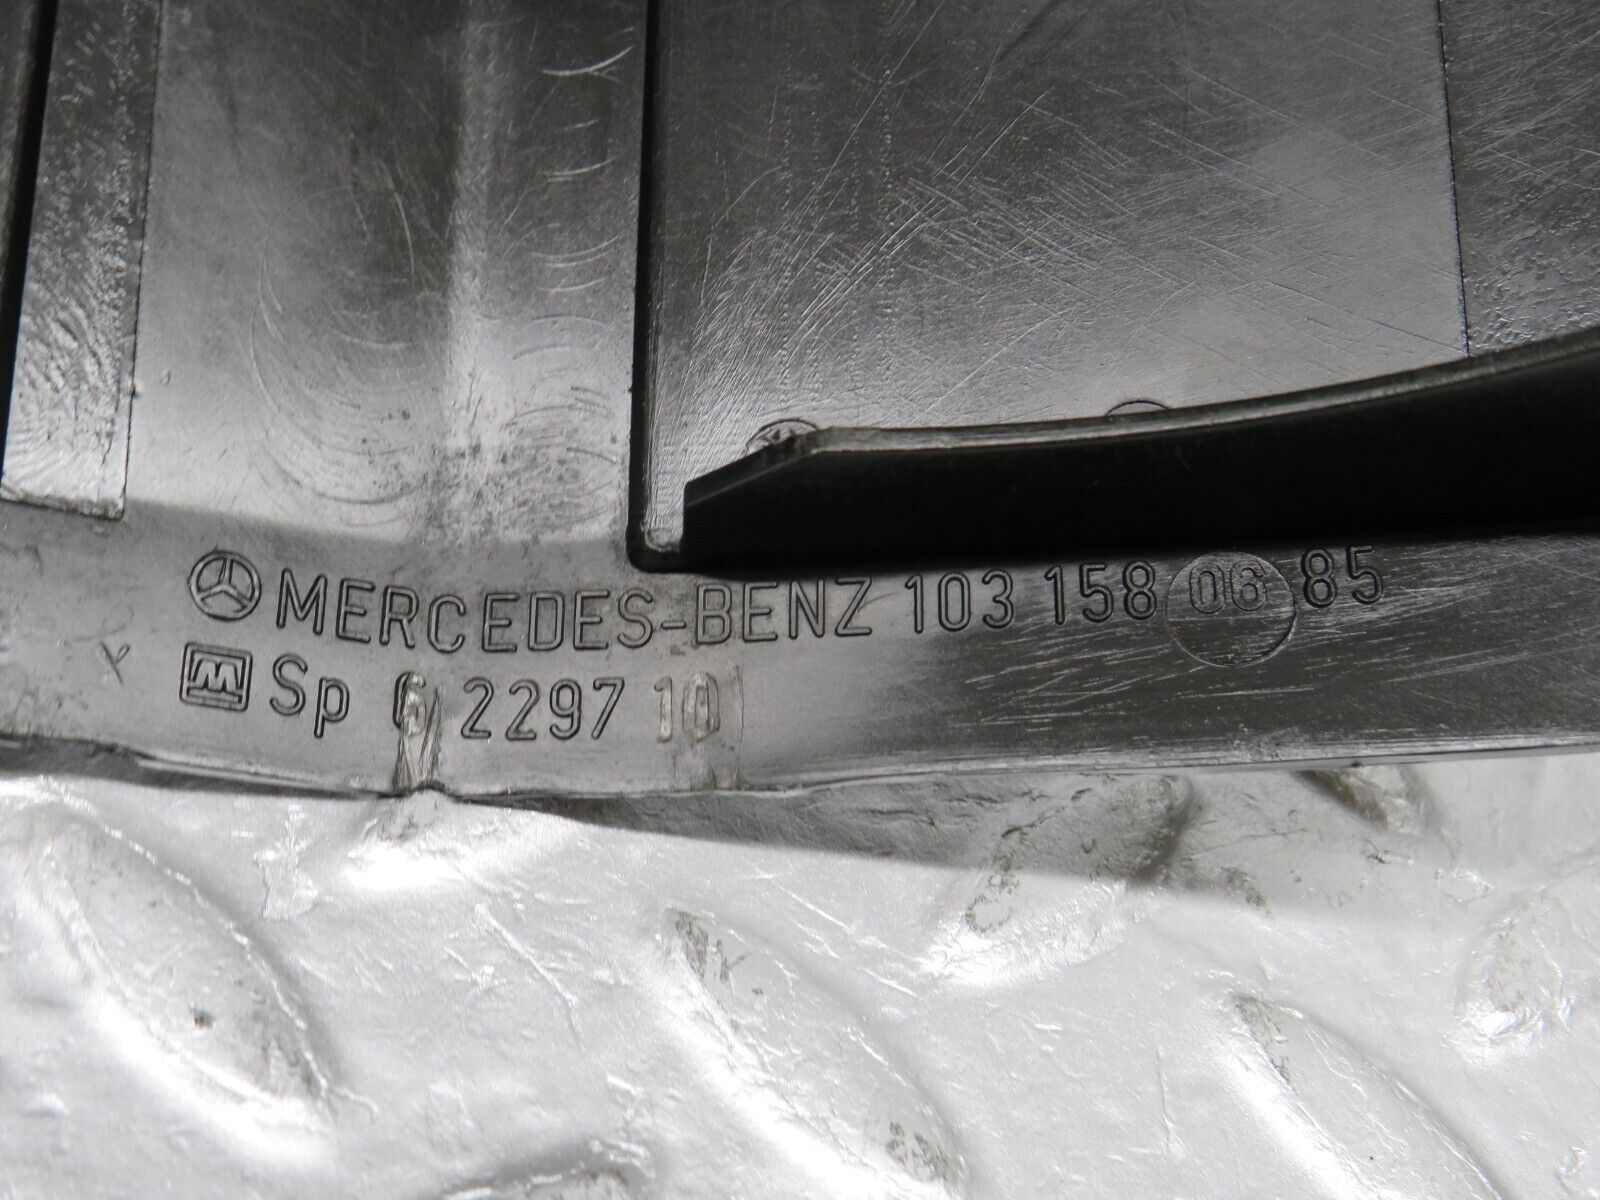 MERCEDES-BENZ 103 158 06 85
M Sp 6 2297 10